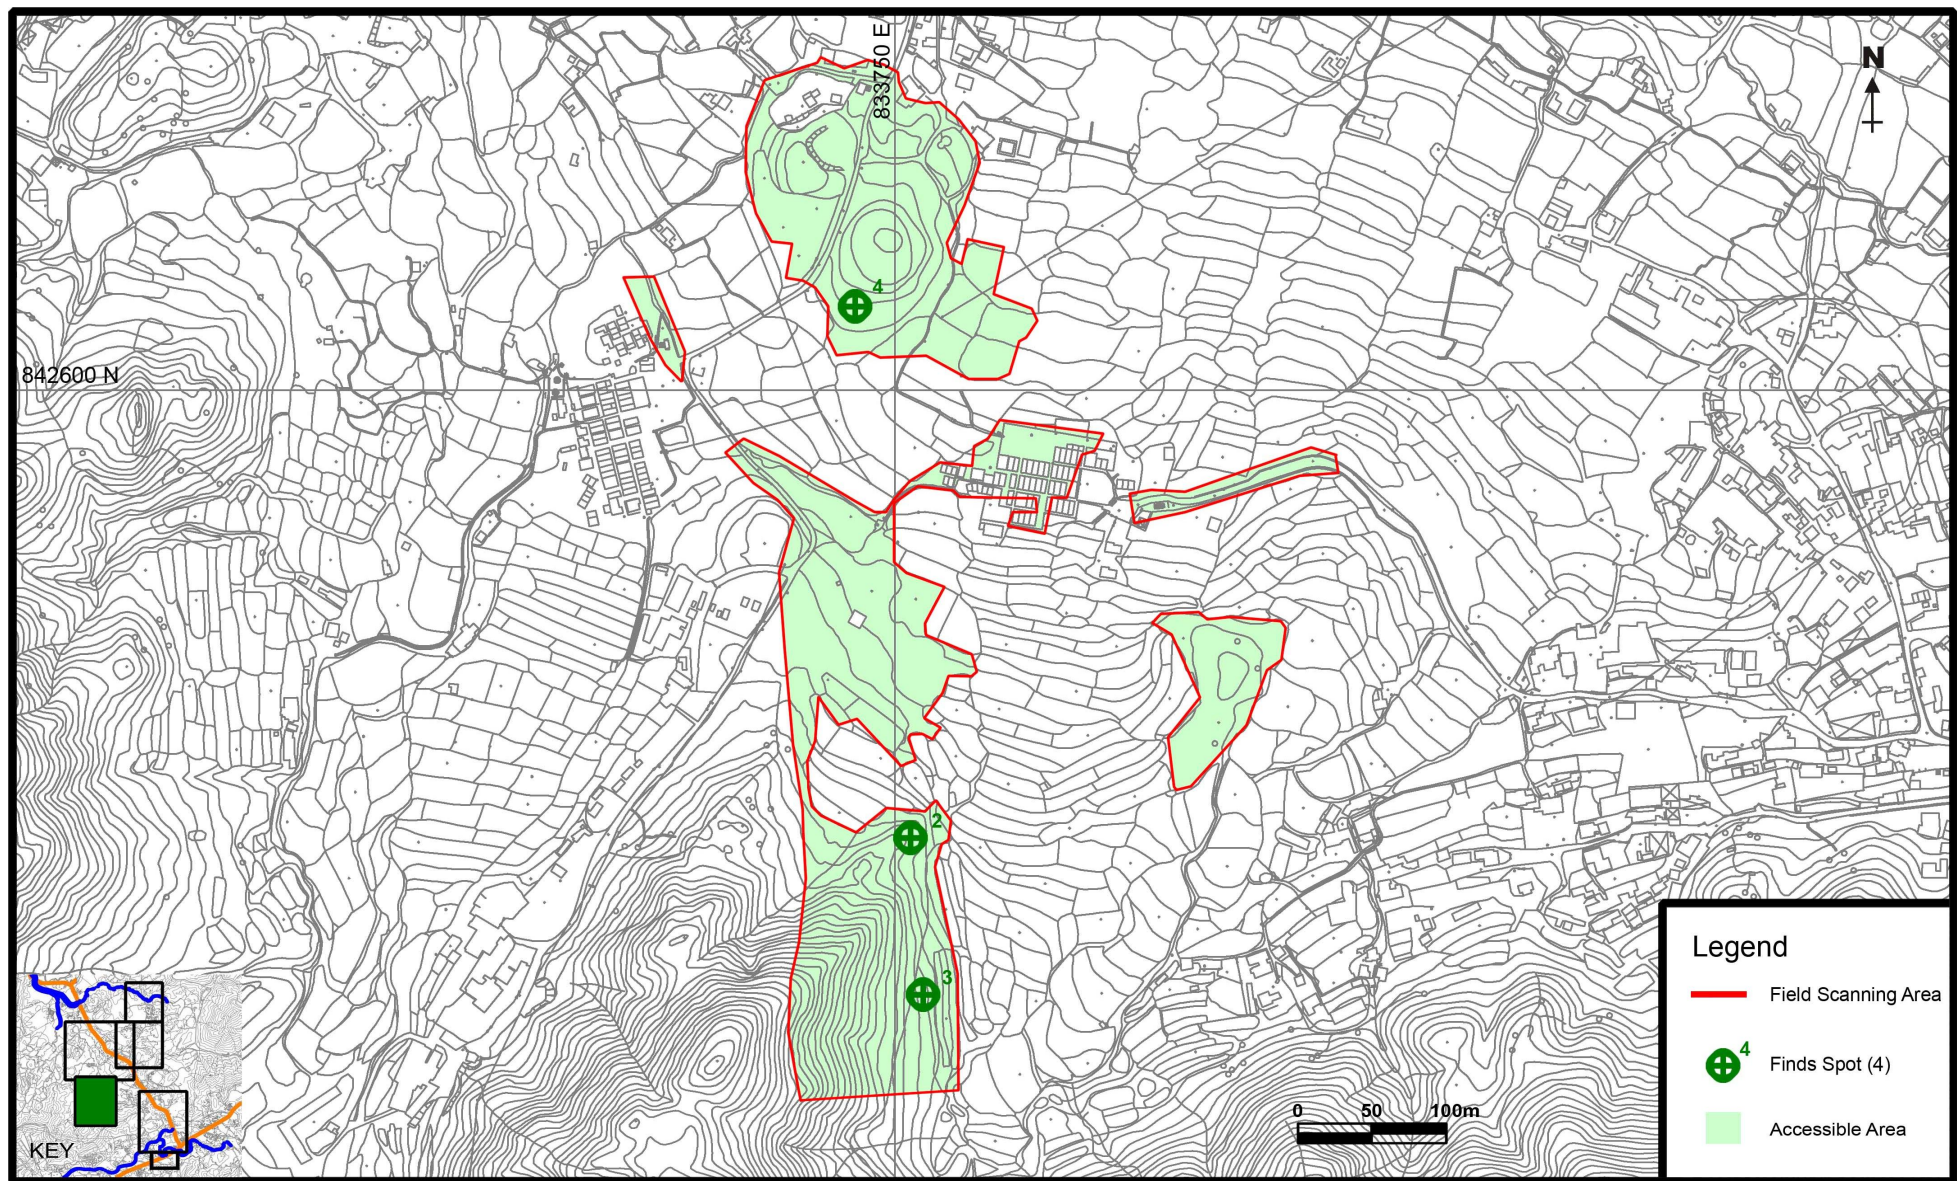 833750 E
N
4
842600 N
2
3
Legend
Field Scanning Area
4
Finds Spot (4)
Accessible Area
0 50 100m
KEY